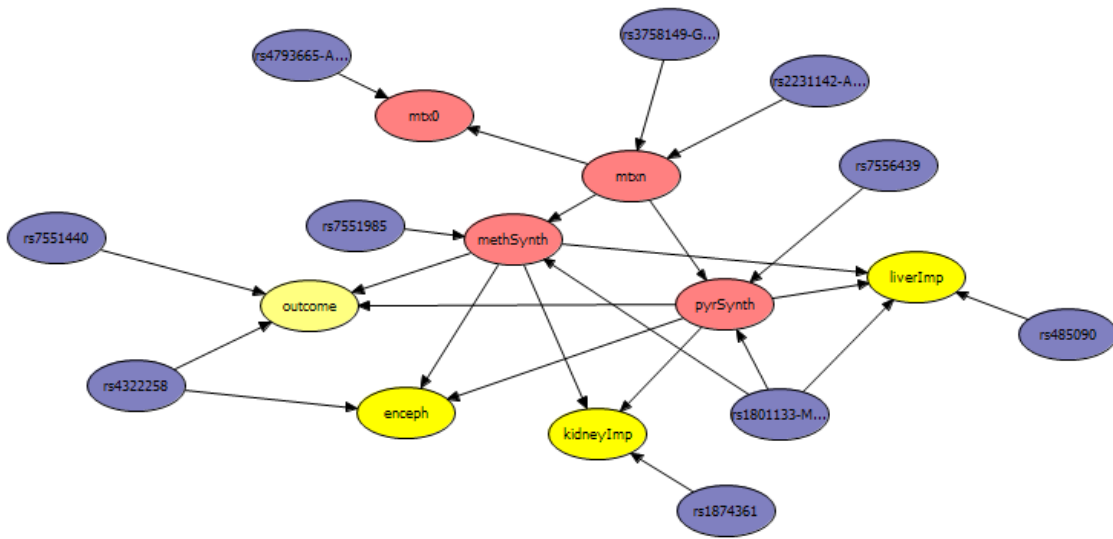 rs3758149-G...
rs4793665-A...
rs2231142-A...
mtx0
rs7556439
mtxn
rs7551985
rs7551440
methSynth
liverImp
outcome
pyrSynth
rs485090
rs4322258
enceph
rs1801133-M...
kidneyImp
rs1874361